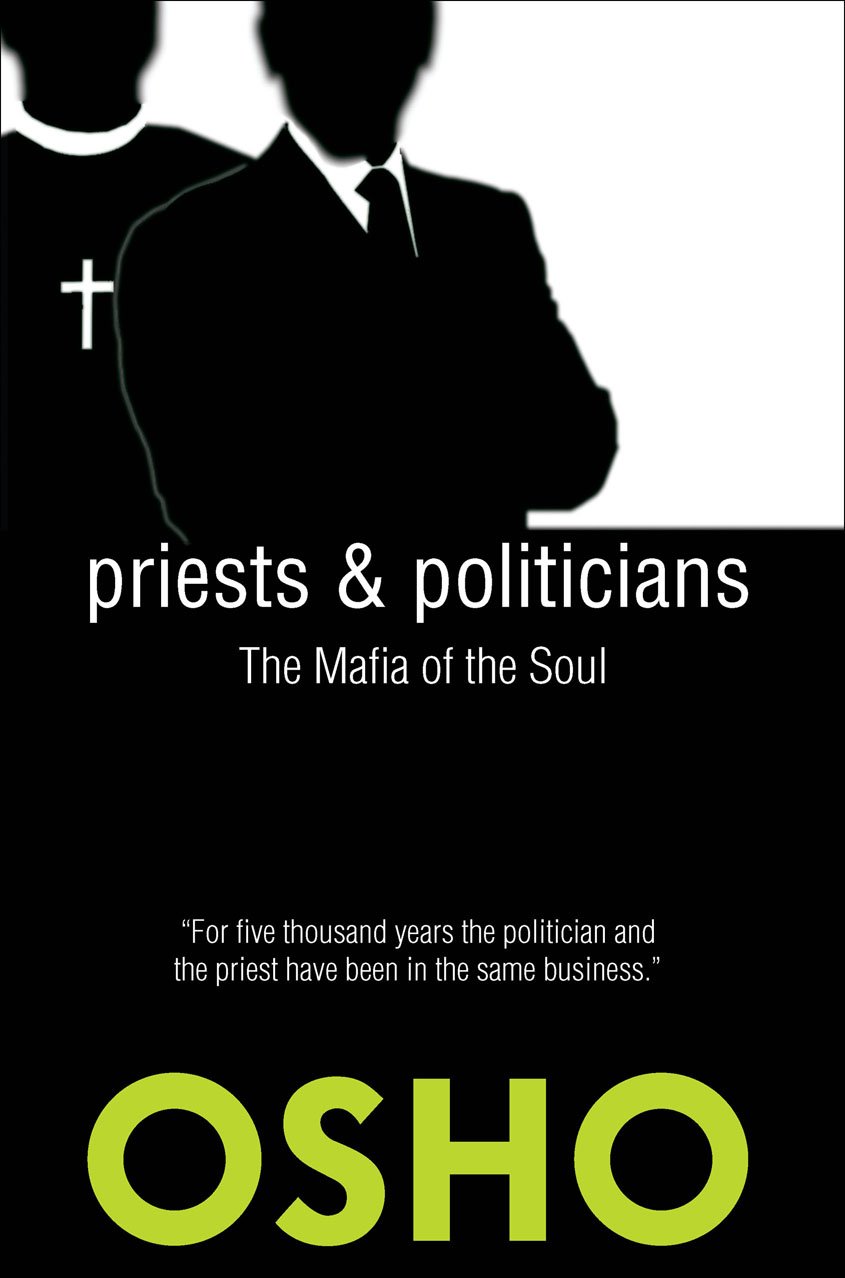 priests & politicians
The Mafia of the Soul
“For five thousand years the politician and
the priest have been in the same business.”
OSHO